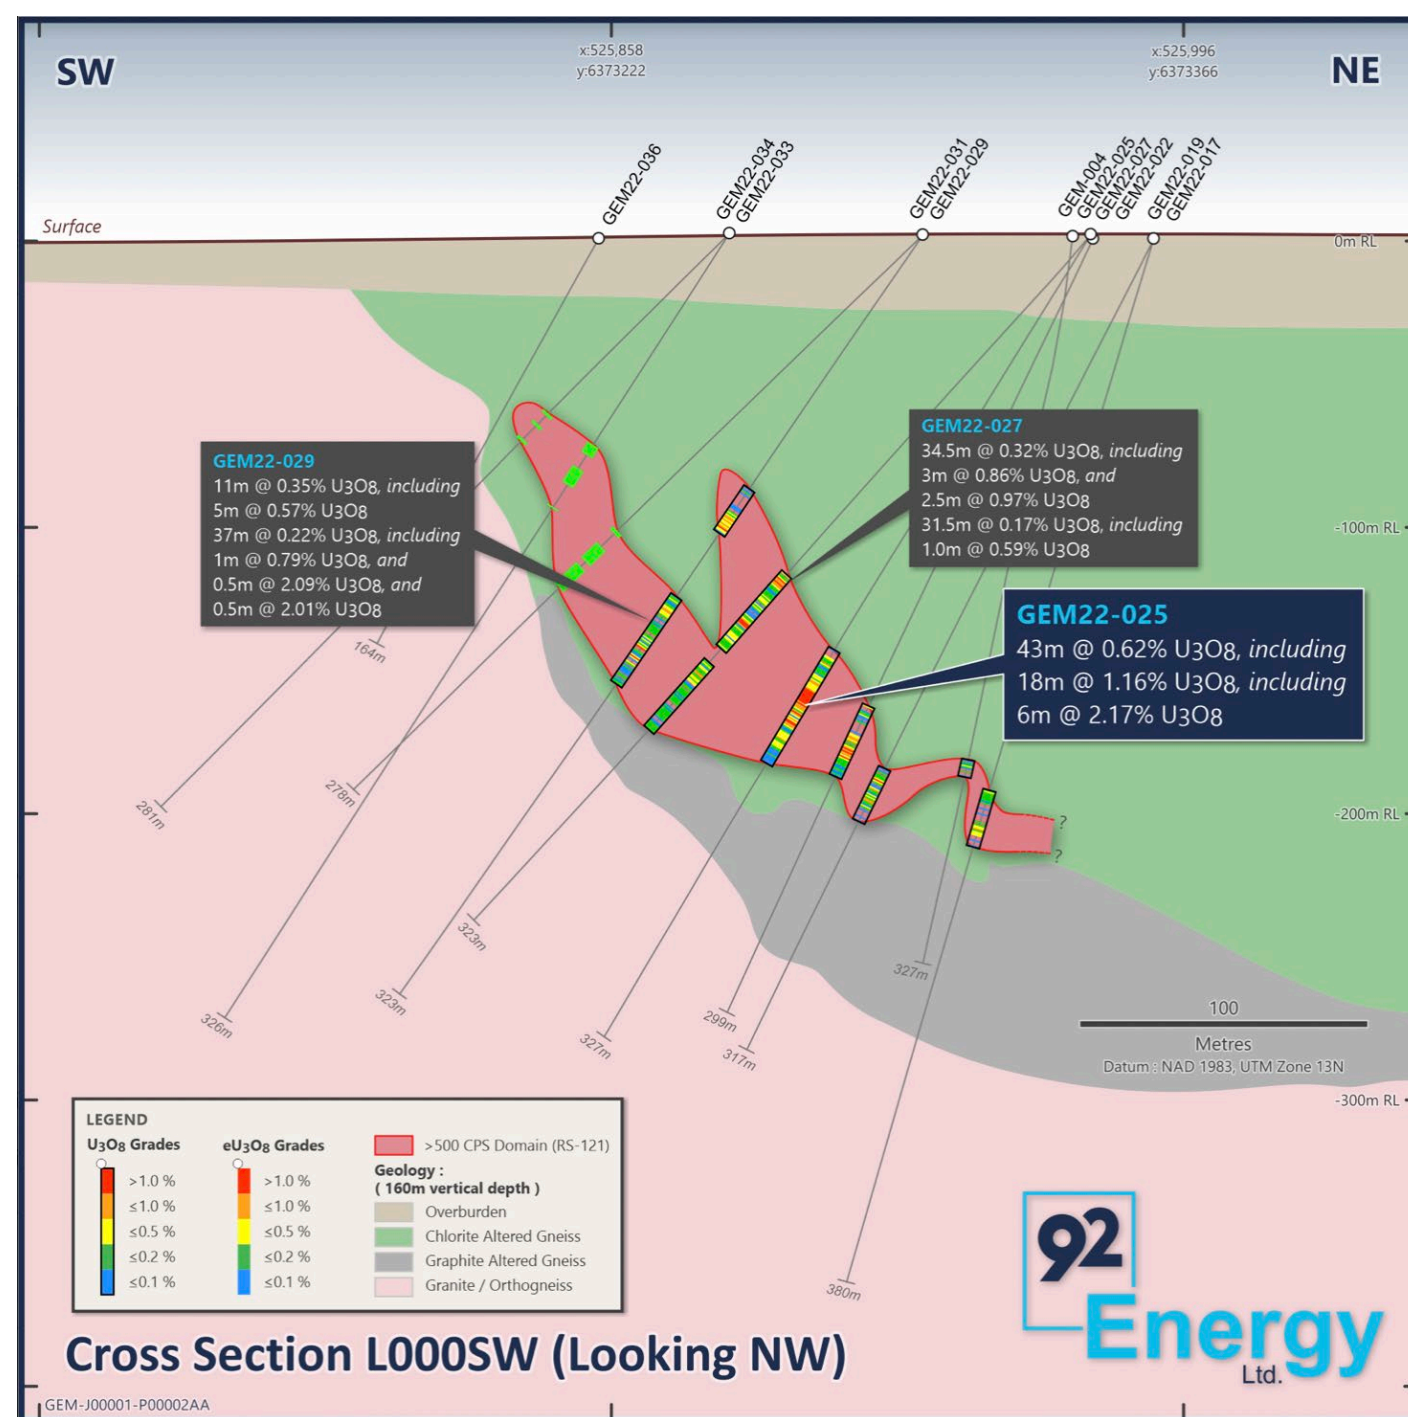 SW
x:525,858
y:6373222
x:525,996
y:6373366
NE
GEM22-036
GEM22-034
GEM22-033
GEM22-031
GEM22-029
GEM-004
GEM22-025
GEM22-027
GEM22-022
GEM22-019
GEM22-017
Surface
0m RL
GEM22-029
11m @ 0.35% U3O8, including
5m @ 0.57% U3O8
37m @ 0.22% U3O8, including
1m @ 0.79% U3O8, and
0.5m @ 2.09% U3O8, and
0.5m @ 2.01% U3O8
GEM22-027
34.5m @ 0.32% U3O8, including
3m @ 0.86% U3O8, and
2.5m @ 0.97% U3O8
31.5m @ 0.17% U3O8, including
1.0m @ 0.59% U3O8
-100m RL
GEM22-025
43m @ 0.62% U3O8, including
18m @ 1.16% U3O8, including
6m @ 2.17% U3O8
164m
281m
278m
?
?
-200m RL
323m
327m
326m
323m
327m
299m
317m
100
Metres
Datum : NAD 1983, UTM Zone 13N
-300m RL
380m
LEGEND
U3O8 Grades
>1.0 %
≤1.0 %
≤0.5 %
≤0.2 %
≤0.1 %
eU3O8 Grades
>1.0 %
≤1.0 %
≤0.5 %
≤0.2 %
≤0.1 %
>500 CPS Domain (RS-121)
Geology :
( 160m vertical depth )
Overburden
Chlorite Altered Gneiss
Graphite Altered Gneiss
Granite / Orthogneiss
92
Energy
Ltd.
Cross Section L000SW (Looking NW)
GEM-J00001-P00002AA